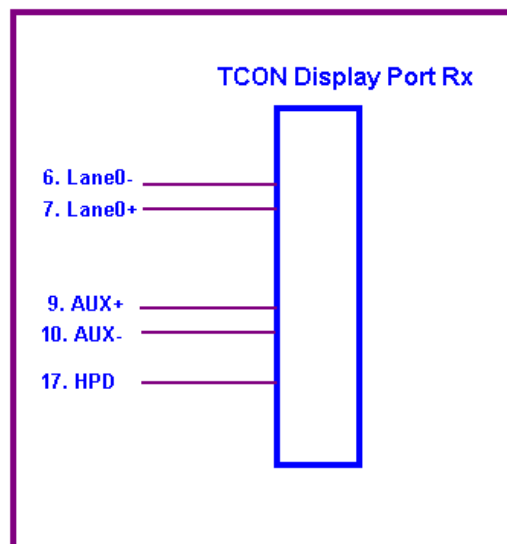 TCON Display Port Rx
6. Lane0-
7. Lane0+
9. AUX+
10. AUX-
17. HPD